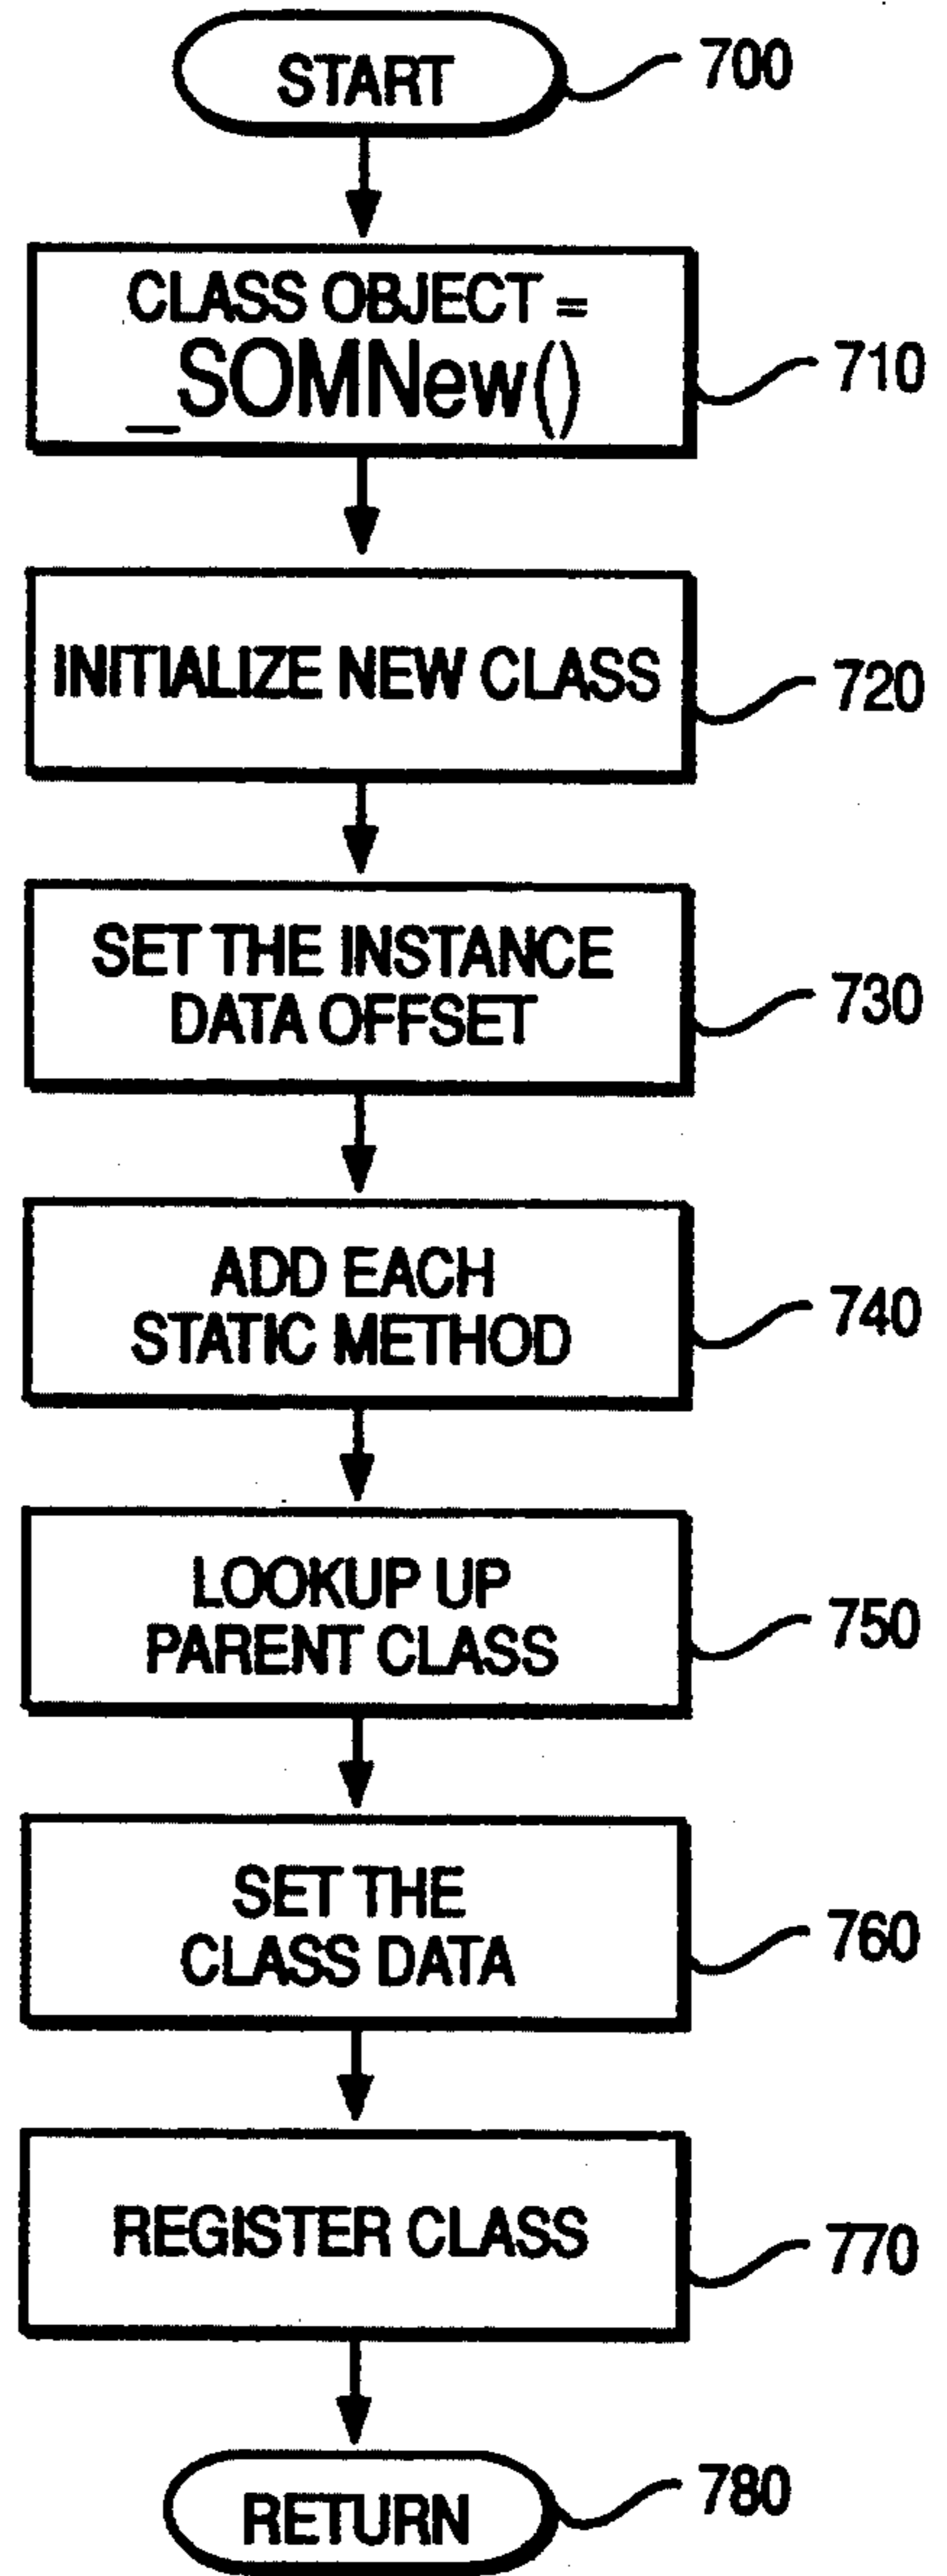 START
700
CLASS OBJECT =
_SOMNew()
710
INITIALIZE NEW CLASS
720
SET THE INSTANCE
DATA OFFSET
730
ADD EACH
STATIC METHOD
740
LOOKUP UP
PARENT CLASS
750
SET THE
CLASS DATA
760
REGISTER CLASS
770
RETURN
780